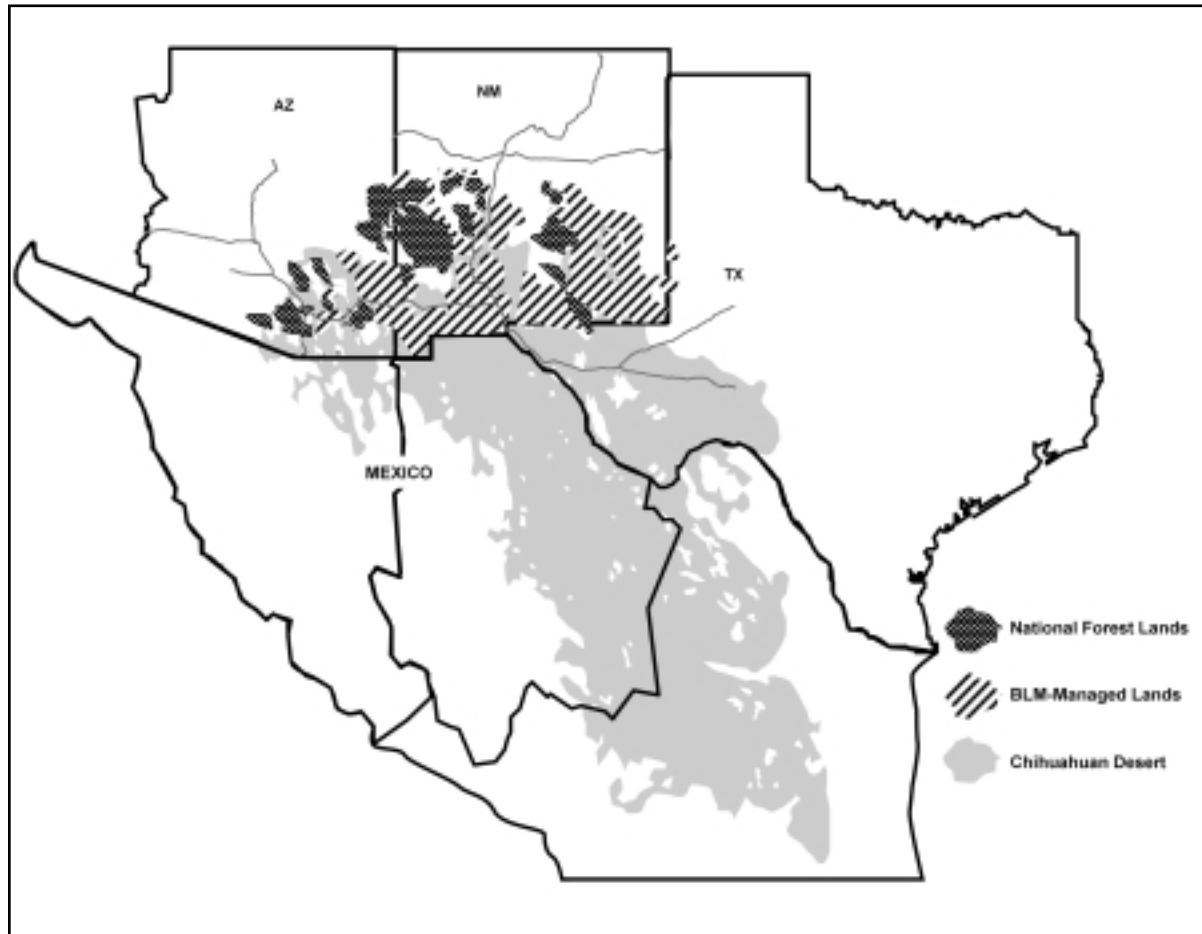 AZ
NM
TX
MEXICO
National Forest Lands
BLM-Managed Lands
Chihuahuan Desert